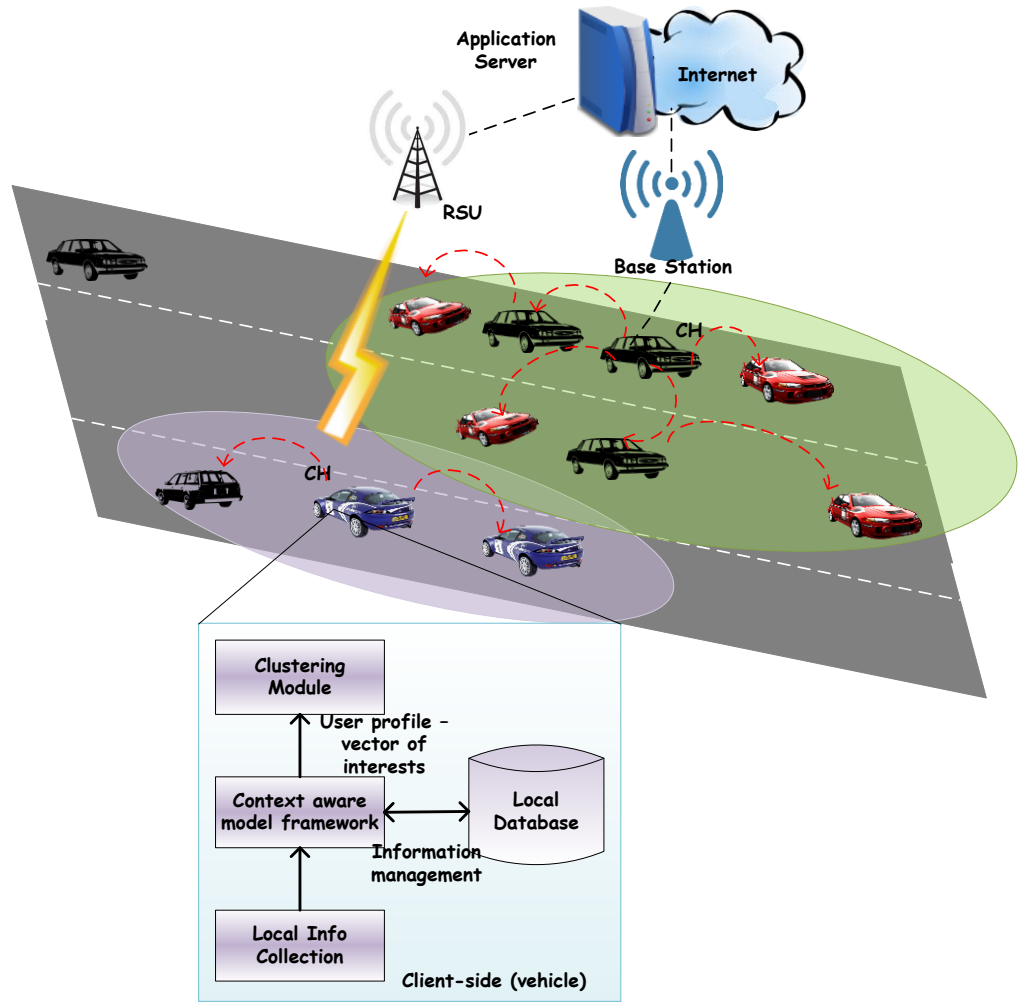 Application
Server
Internet
RSU
Base Station
CH
CH
Clustering
Module
User profile –
vector of
interests
Context aware
model framework
Local
Database
Information
management
Local Info
Collection
Client-side (vehicle)